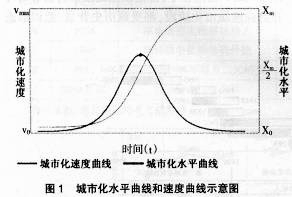 vmax
Xm
城市化速度
Xm/2
城市化水平
v0
X0
时间(t)
城市化速度曲线 城市化水平曲线
图1 城市化水平曲线和速度曲线示意图